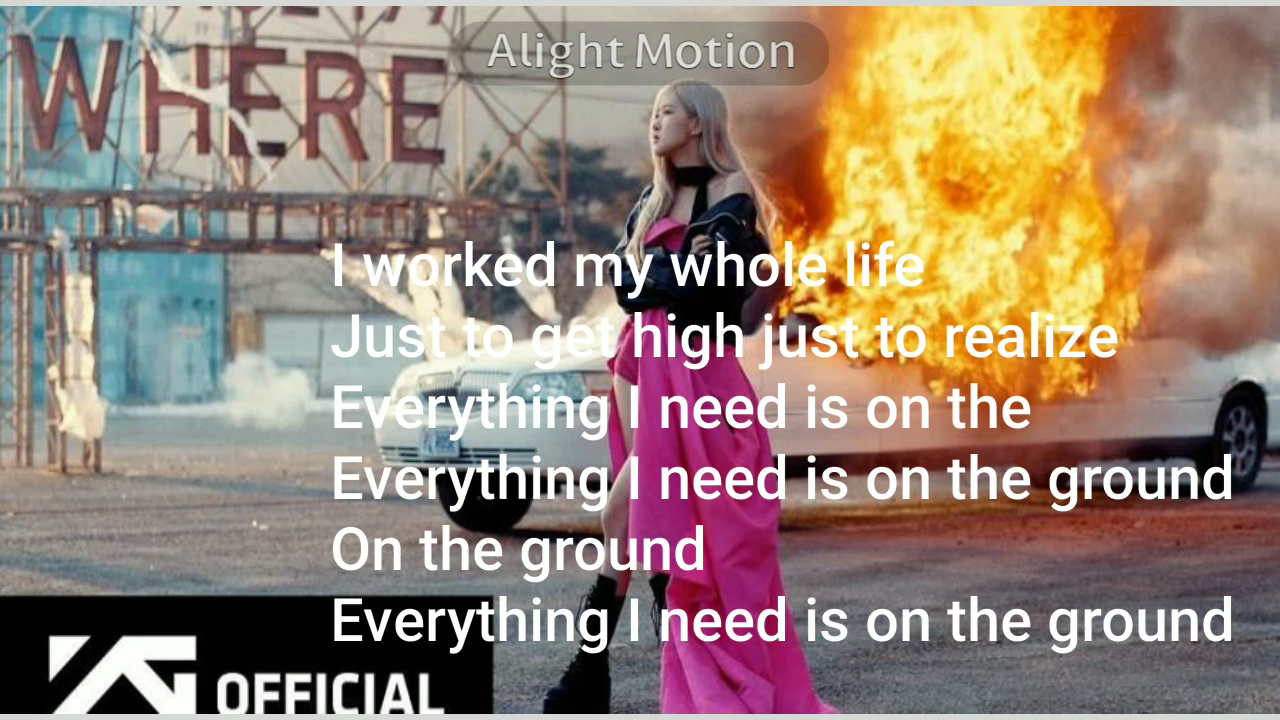 WHERE
Alight Motion
I worked my whole life
Just to get high just to realize
Everything I need is on the
Everything I need is on the ground
On the ground
Everything I need is on the ground
YG OFFICIAL